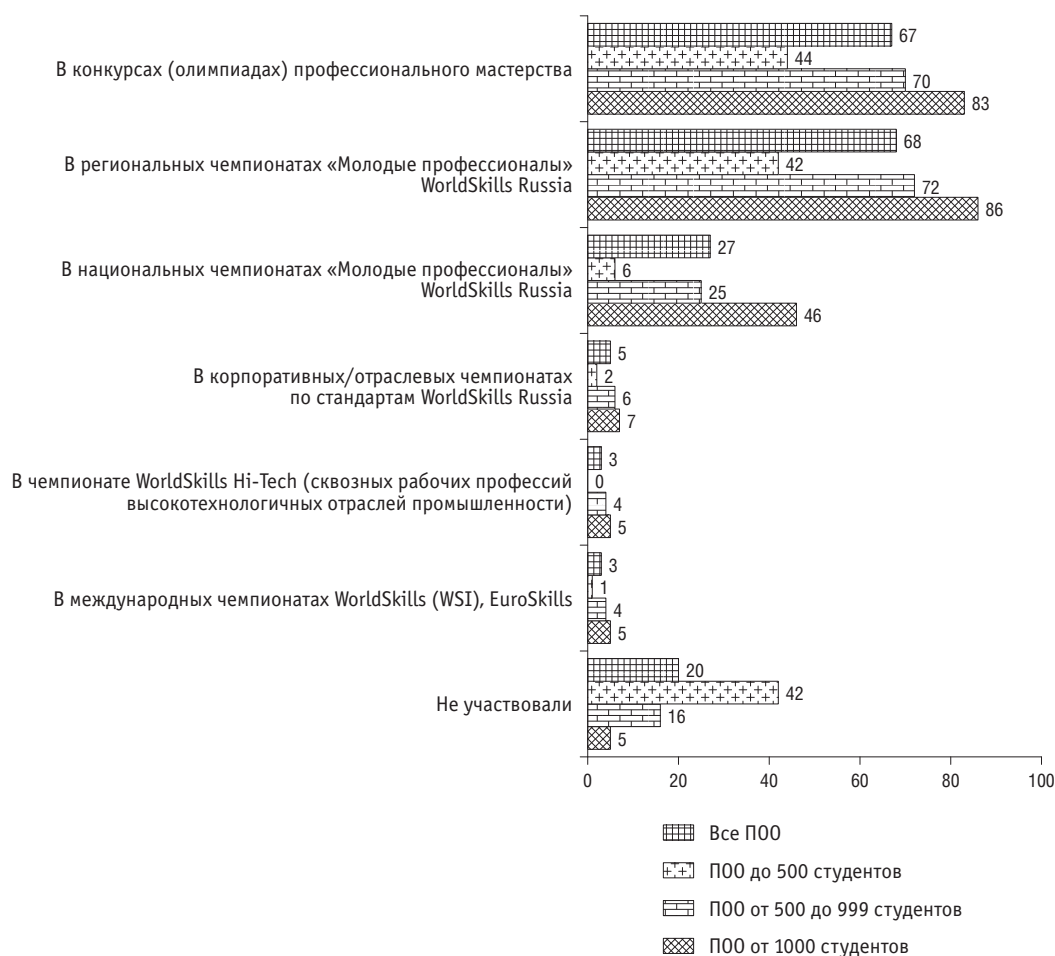 В конкурсах (олимпиадах) профессионального мастерства
67
44
70
83
В региональных чемпионатах «Молодые профессионалы»
WorldSkills Russia
68
42
72
86
В национальных чемпионатах «Молодые профессионалы»
WorldSkills Russia
27
6
25
46
В корпоративных/отраслевых чемпионатах
по стандартам WorldSkills Russia
5
2
6
7
В чемпионате WorldSkills Hi-Tech (сквозных рабочих профессий
высокотехнологичных отраслей промышленности)
3
0
4
5
В международных чемпионатах WorldSkills (WSI), EuroSkills
3
1
4
5
Не участвовали
20
42
16
5
0 20 40 60 80 100
Все ПОО
ПОО до 500 студентов
ПОО от 500 до 999 студентов
ПОО от 1000 студентов